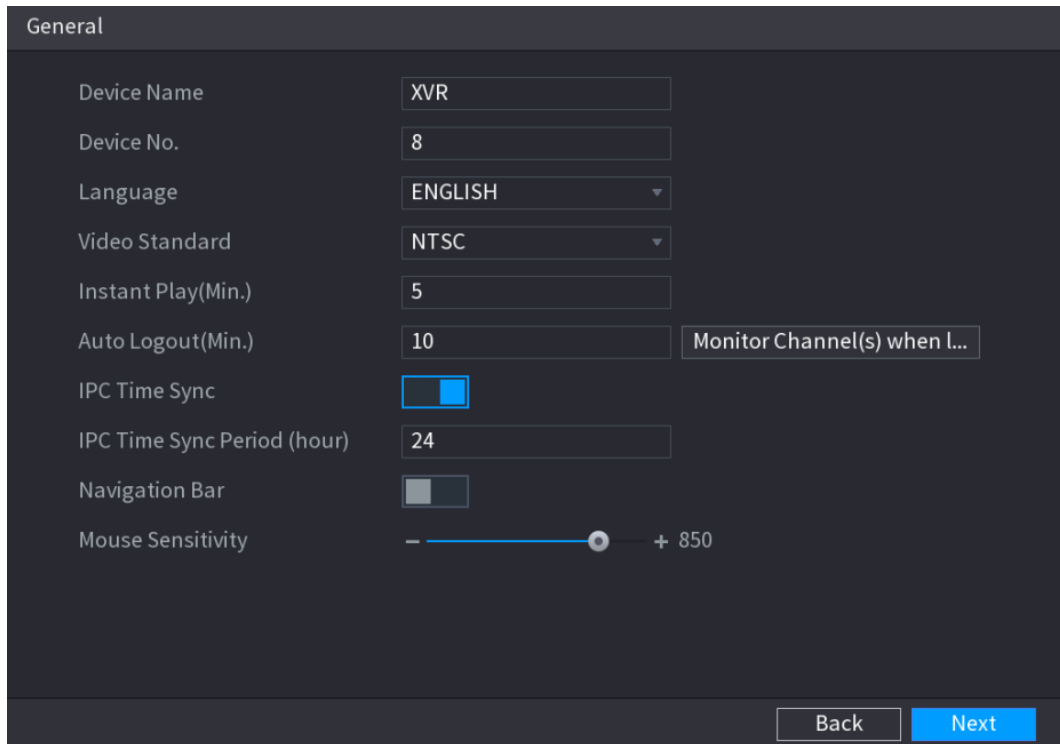 General
Device Name XVR
Device No. 8
Language ENGLISH
Video Standard NTSC
Instant Play(Min.) 5
Auto Logout(Min.) 10 Monitor Channel(s) when l...
IPC Time Sync
IPC Time Sync Period (hour) 24
Navigation Bar
Mouse Sensitivity − + 850
Back Next